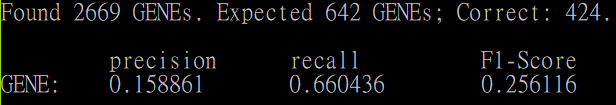 Found 2669 GENEs. Expected 642 GENEs; Correct: 424.
precision recall F1-Score
GENE: 0.158861 0.660436 0.256116